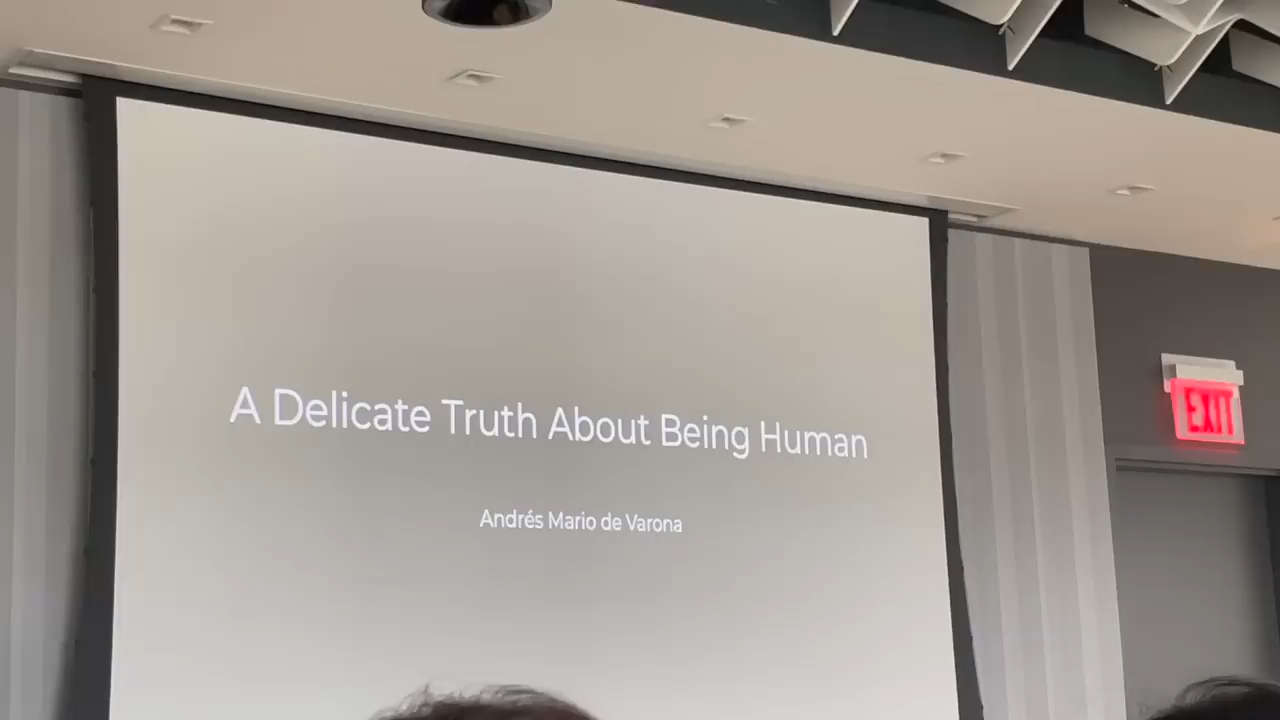 A Delicate Truth About Being Human
Andrés Mario de Varona
EXIT